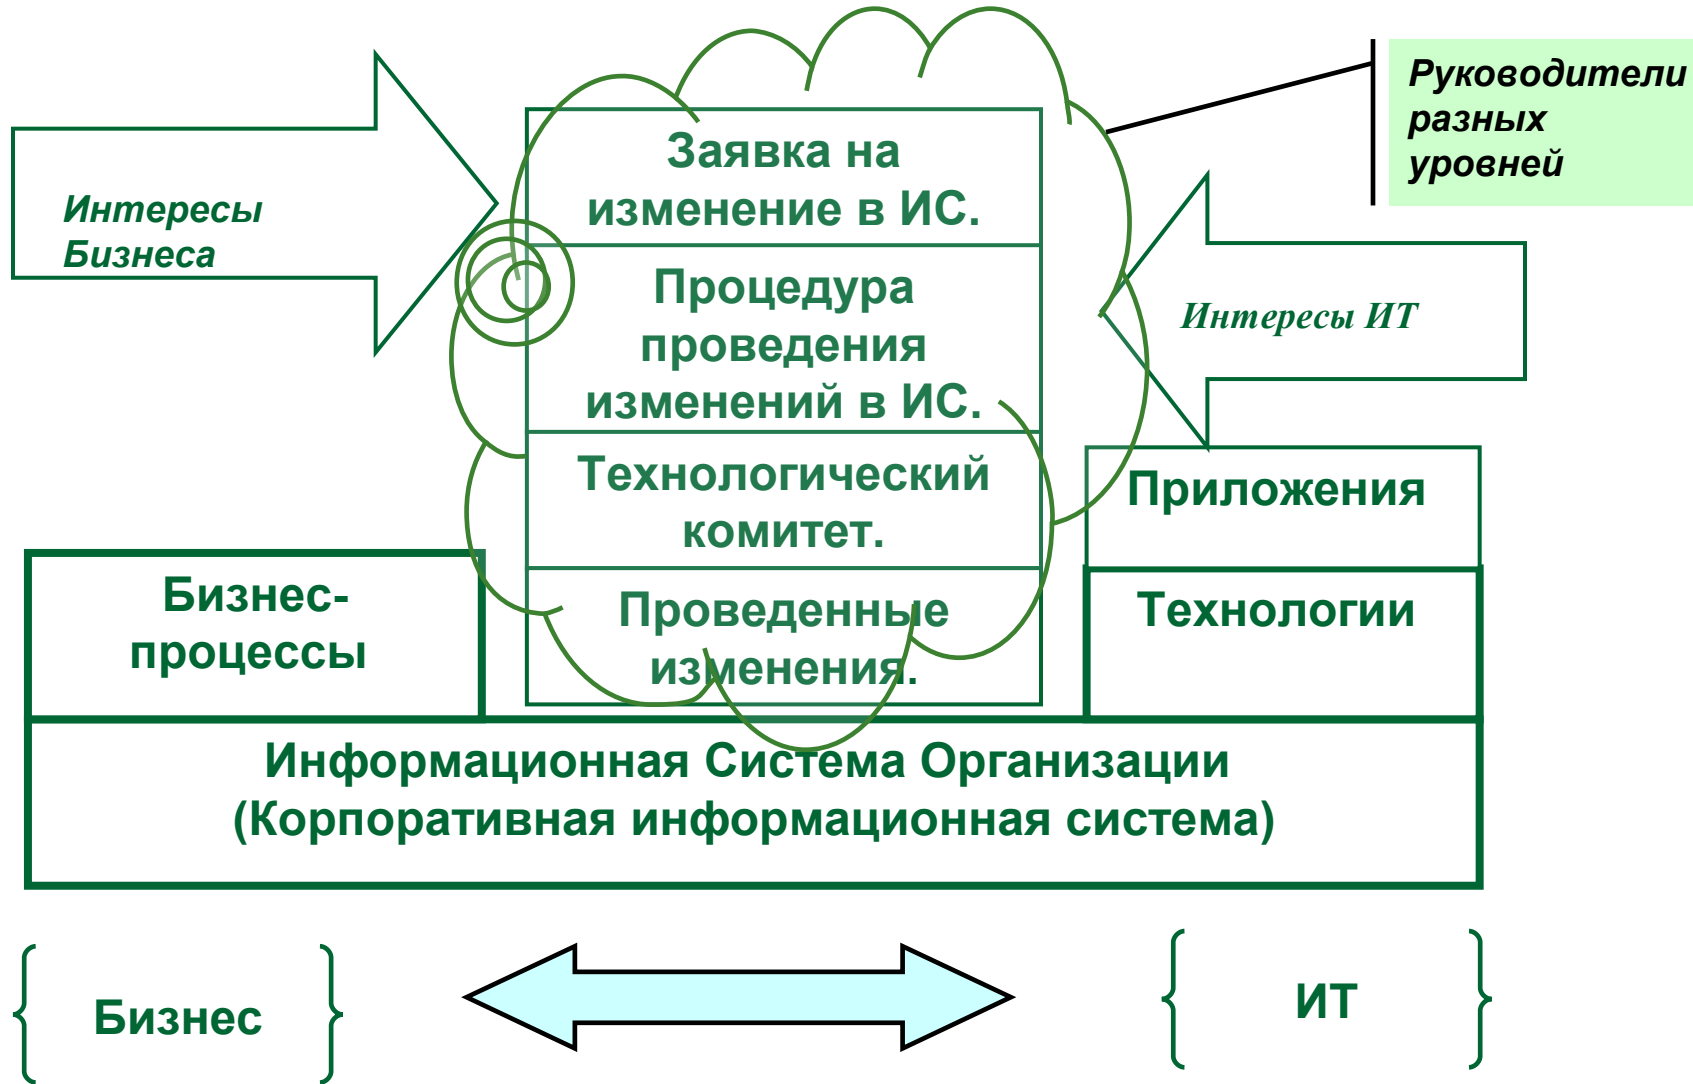 Руководители
разных
уровней
Интересы
Бизнеса
Заявка на
изменение в ИС.
Процедура
проведения
изменений в ИС.
Технологический
комитет.
Проведенные
изменения.
Интересы ИТ
Приложения
Технологии
Бизнес-
процессы
Информационная Система Организации
(Корпоративная информационная система)
Бизнес
ИТ